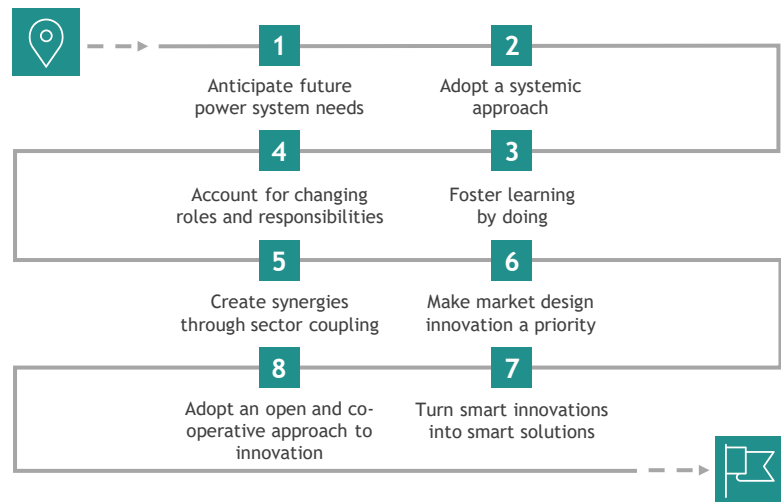 1
Anticipate future
power system needs
2
Adopt a systemic
approach
3
Foster learning
by doing
4
Account for changing
roles and responsibilities
5
Create synergies
through sector coupling
6
Make market design
innovation a priority
7
Turn smart innovations
into smart solutions
8
Adopt an open and co-
operative approach to
innovation